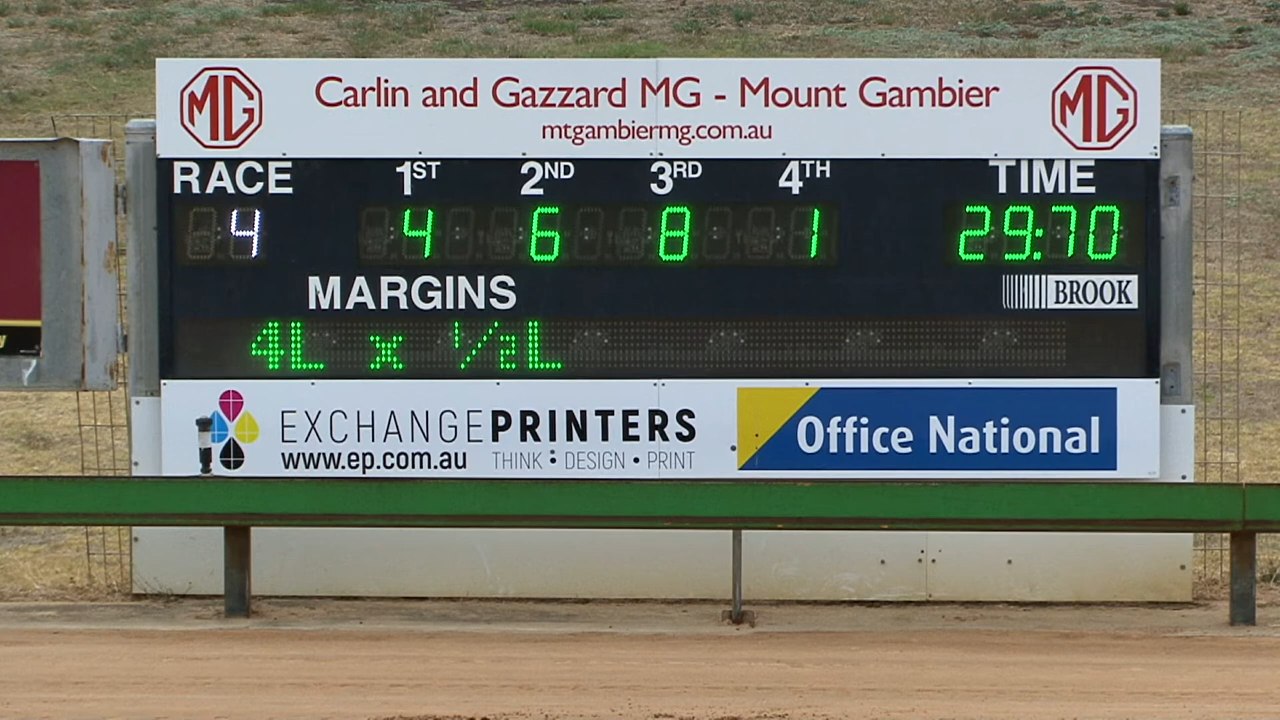 MG Carlin and Gazzard MG - Mount Gambier MG
mtgambiermg.com.au
RACE 1ST 2ND 3RD 4TH TIME
4 4 6 8 1 29:70
MARGINS BROOK
4L x ½L
EXCHANGEPRINTERS Office National
www.ep.com.au THINK • DESIGN • PRINT